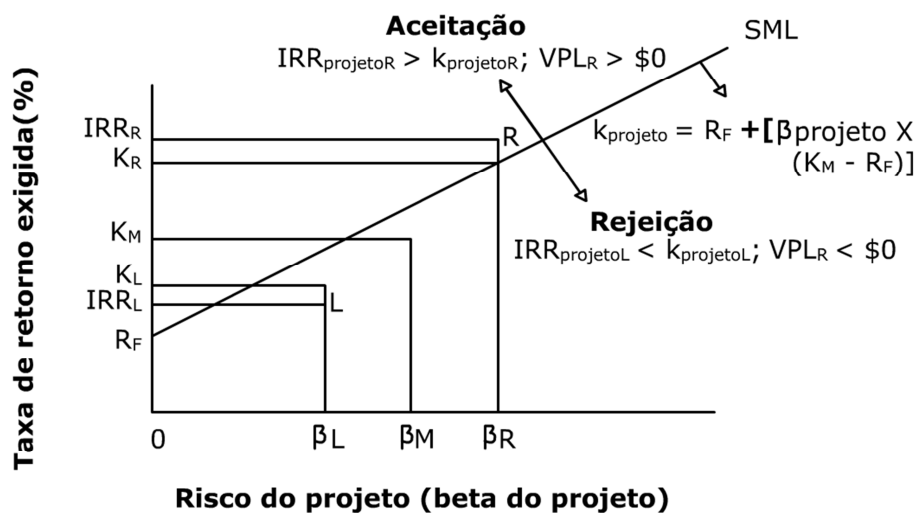 Aceitação
IRRprojetoR > kprojetoR; VPLR > $0
SML
Taxa de retorno exigida(%)
IRRR
KR
R
kprojeto = RF +[βprojeto X
(KM - RF)]
Rejeição
IRRprojetoL < kprojetoL; VPLR < $0
KM
KL
IRRL
L
RF
0
βL
βM
βR
Risco do projeto (beta do projeto)